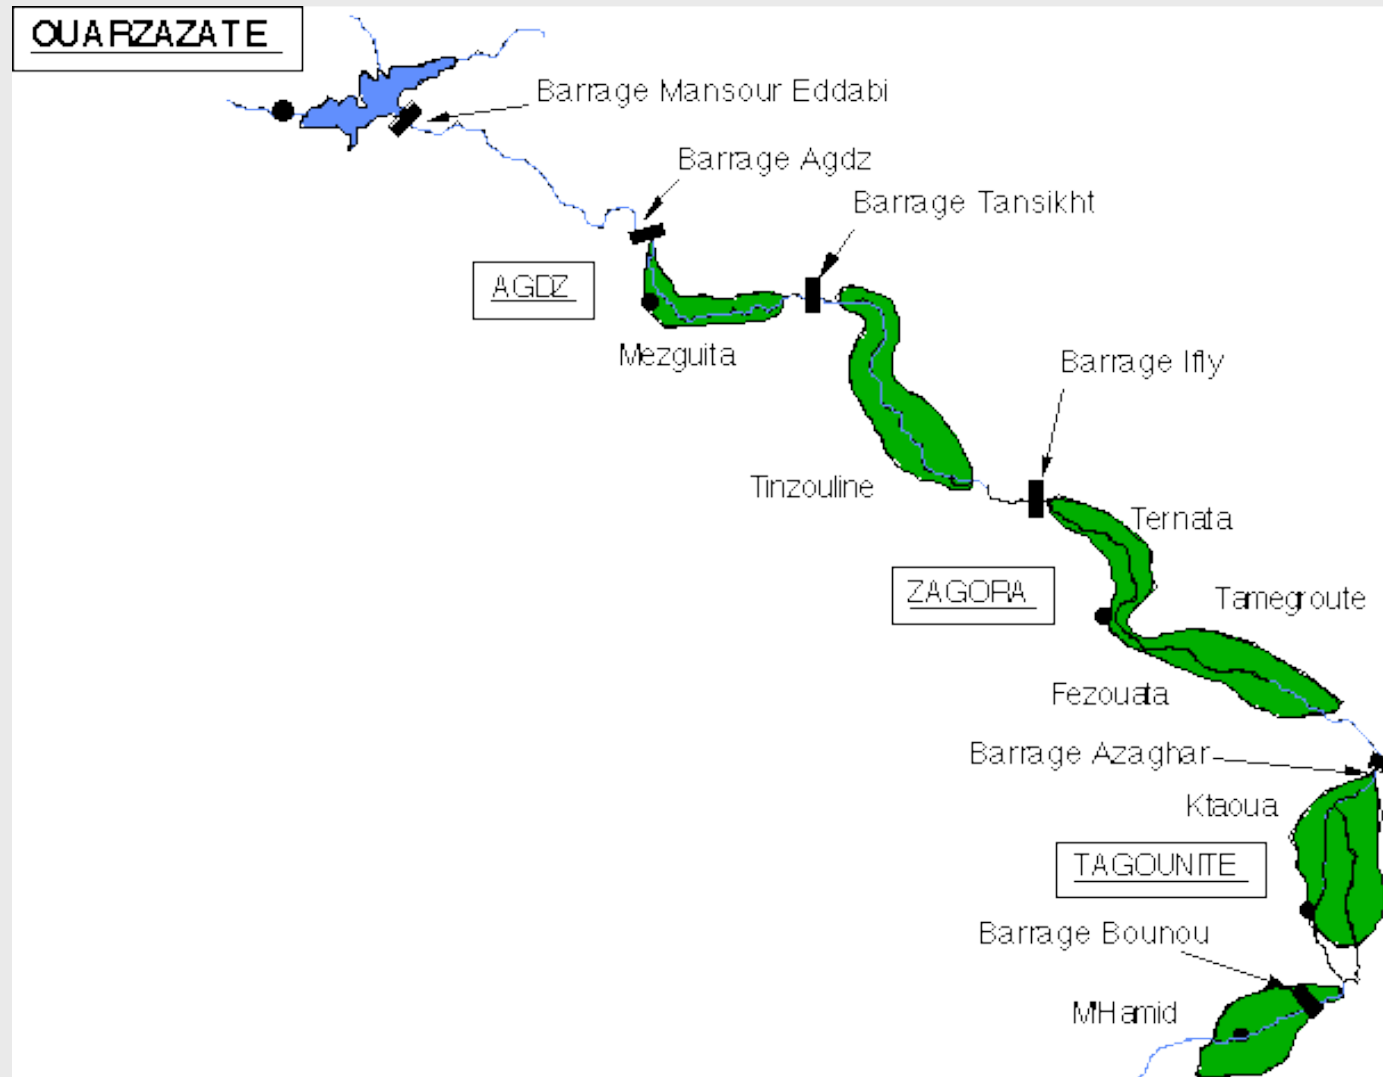 OUARZAZATE
Barrage Mansour Eddabi
Barrage Agdz
Barrage Tansikht
AGDZ
Mezguita
Barrage Ifly
Tinzouline
Ternata
ZAGORA
Tamegroute
Fezouata
Barrage Azaghar
Ktaoua
TAGOUNITE
Barrage Bounou
M'Hamid